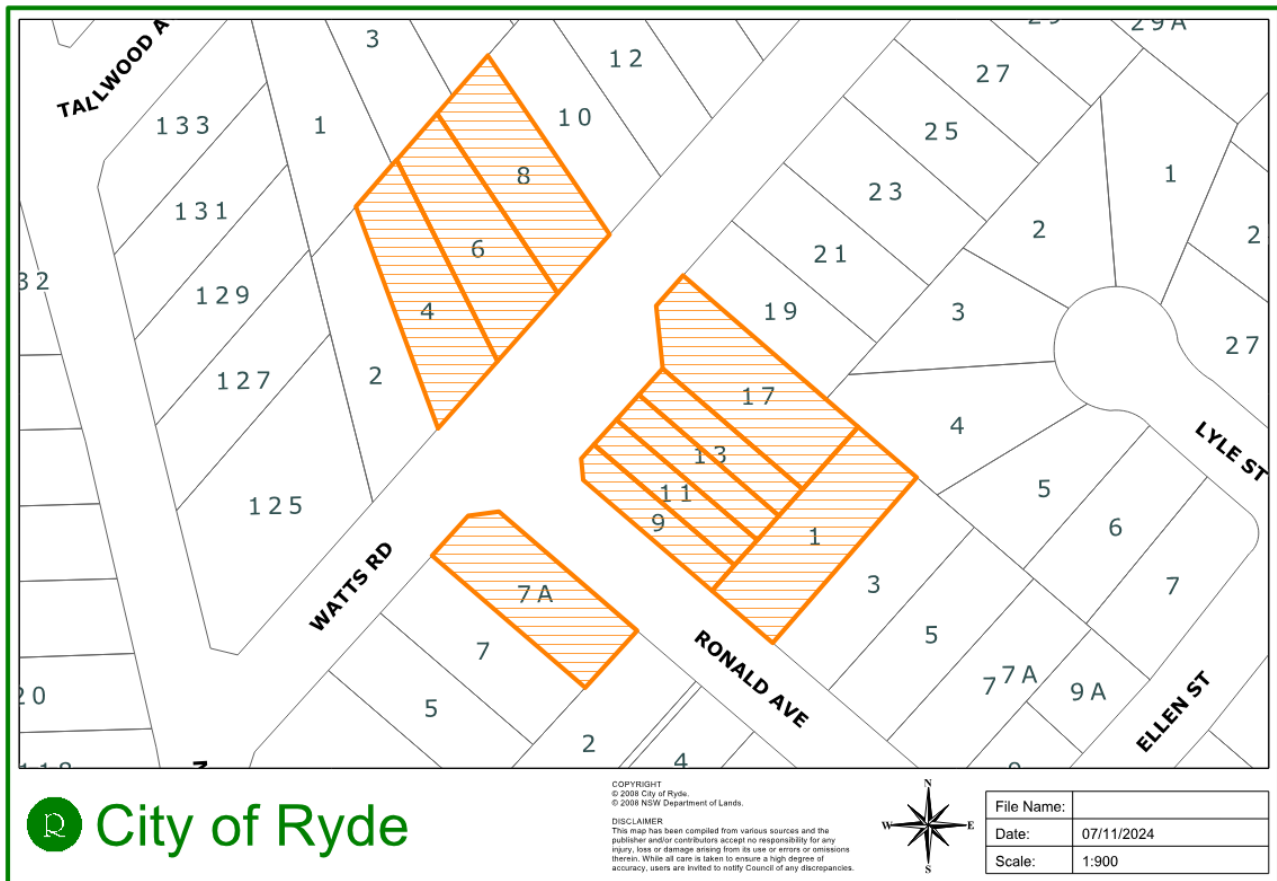 TALLWOOD A
3
12
29
29A
27
133
1
10
25
1
8
131
23
2
2
6
21
32
129
4
19
3
27
127
2
17
4
LYLE ST
13
11
5
125
9
6
1
WATTS RD
7A
3
7
7
5
RONALD AVE
7
7A
9A
20
5
ELLEN ST
2
4
City of Ryde
COPYRIGHT
© 2008 City of Ryde.
© 2008 NSW Department of Lands.
DISCLAIMER
This map has been compiled from various sources and the
publisher and/or contributors accept no responsibility for any
injury, loss or damage arising from its use or errors or omissions
therein. While all care is taken to ensure a high degree of
accuracy, users are invited to notify Council of any discrepancies.
N
W
E
S
File Name:
Date: 07/11/2024
Scale: 1:900